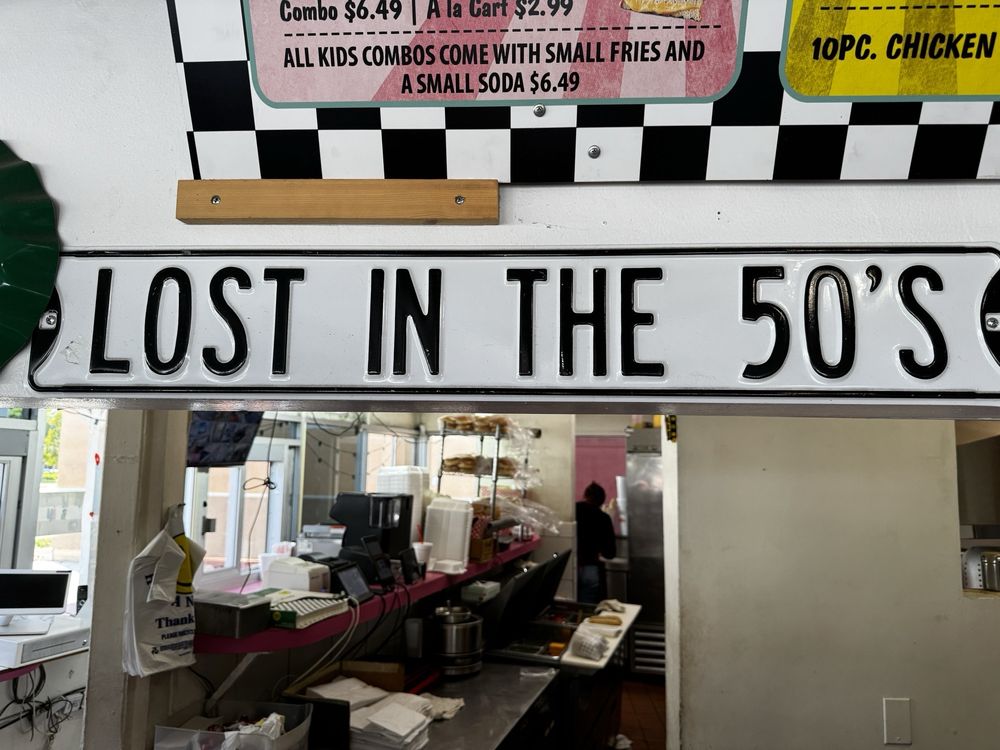 Combo $6.49 | A la Cart $2.99
ALL KIDS COMBOS COME WITH SMALL FRIES AND
A SMALL SODA $6.49
10PC. CHICKEN
LOST IN THE 50'S
Thank